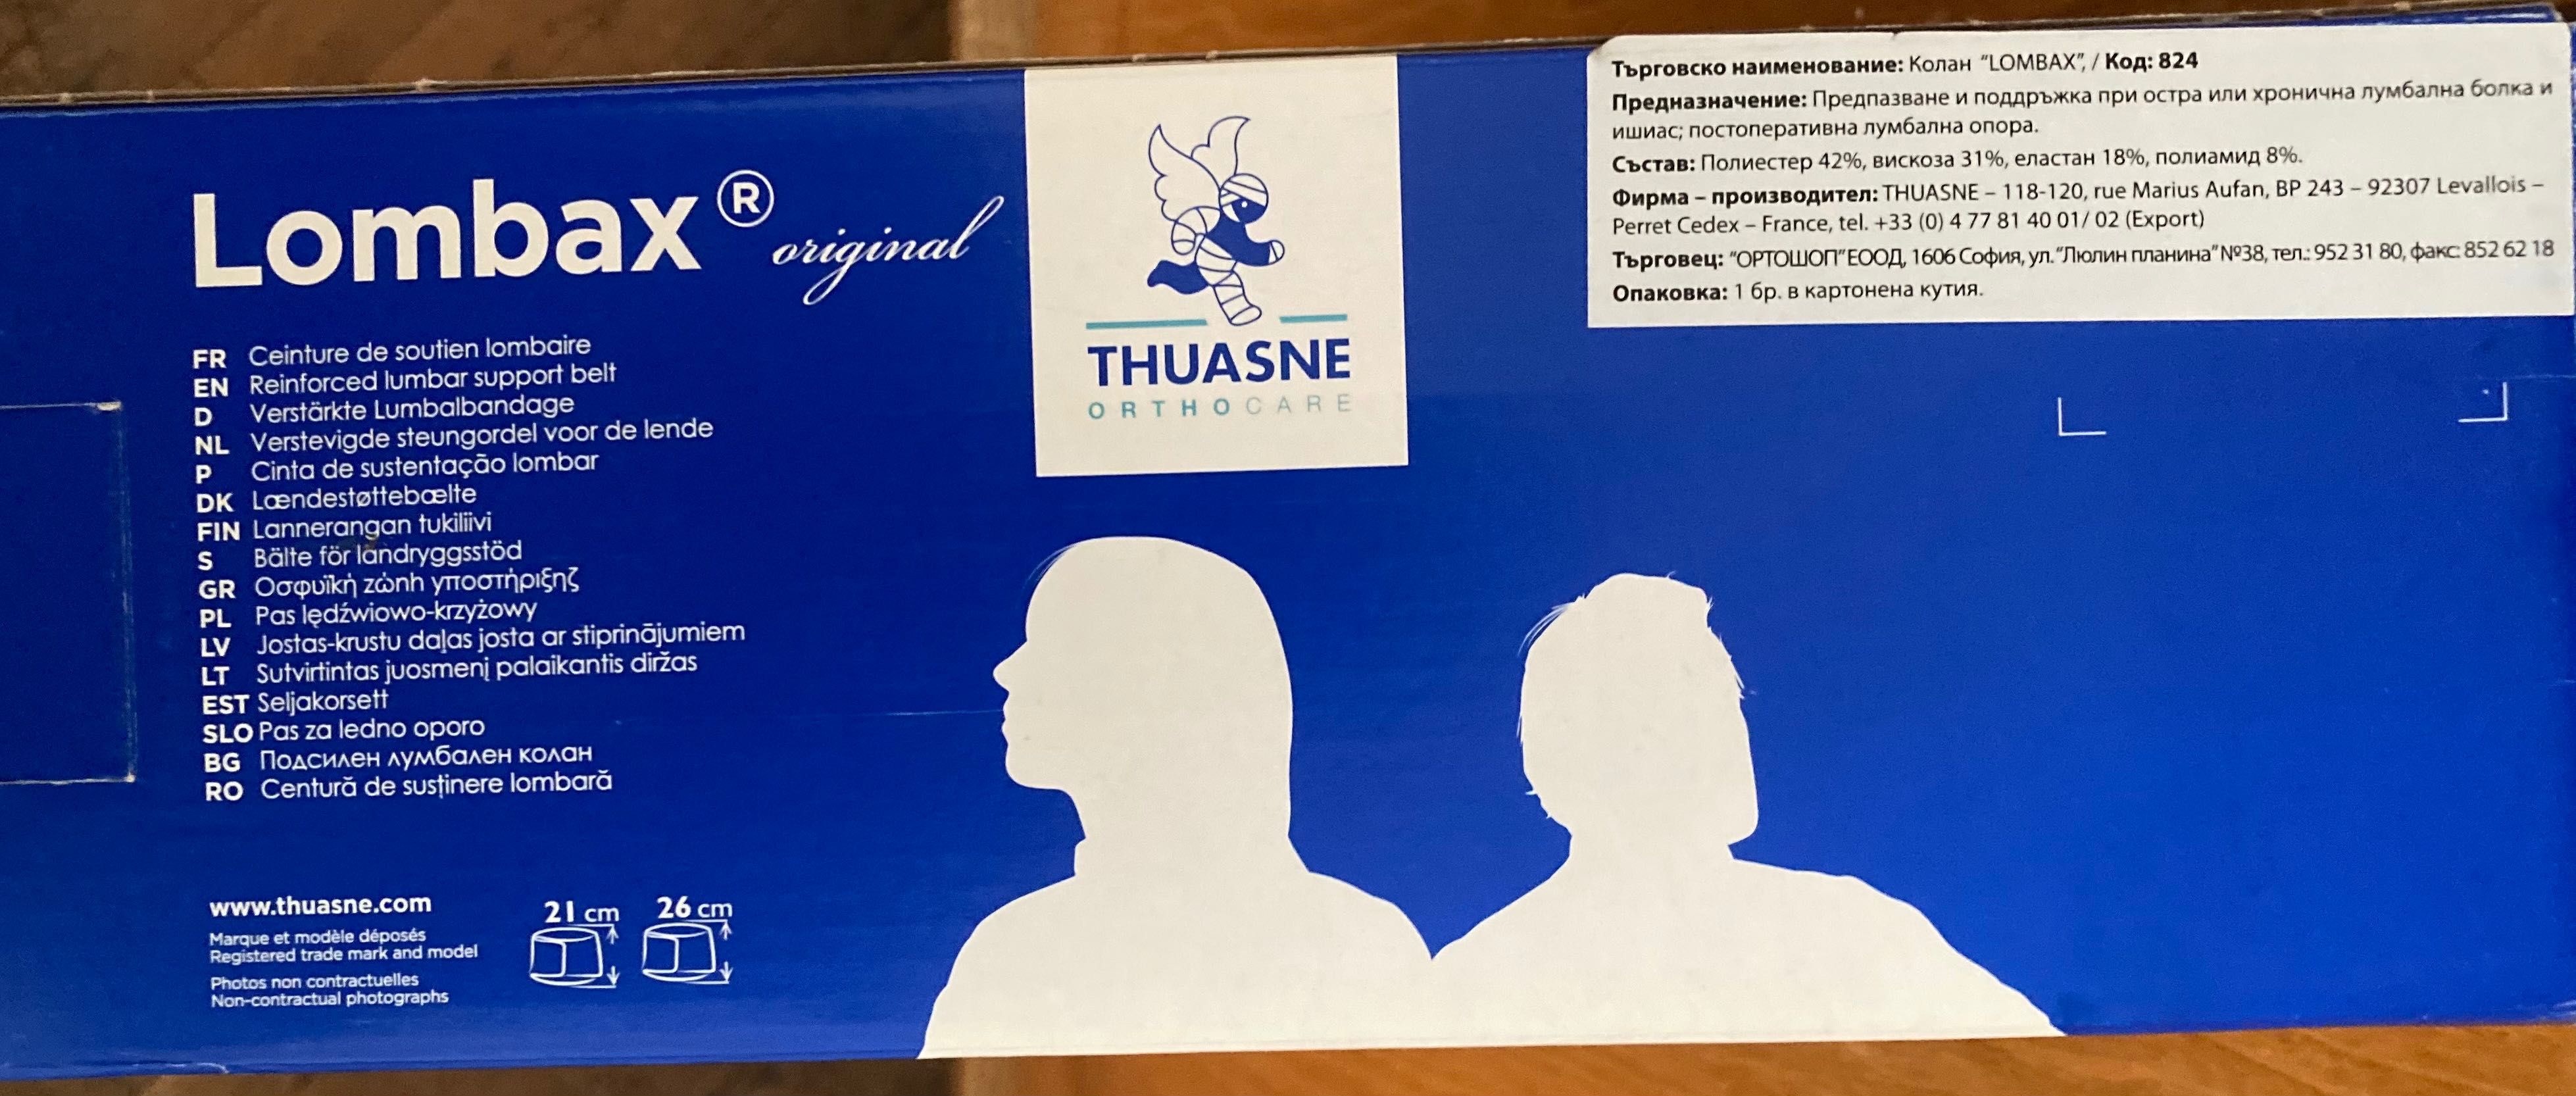 Lombax® original
FR Ceinture de soutien lombaire
EN Reinforced lumbar support belt
D Verstärkte Lumbalbandage
NL Verstevigde steungordel voor de lende
P Cinta de sustentação lombar
DK Lændestøttebælte
FIN Lannerangan tukiliivi
S Bälte för landryggsstöd
GR Οσφυϊκή zώnh υποστήριξηζ
PL Pas lędźwiowo-krzyżowy
LV Jostas-krustu daļas josta ar stiprinājumiem
LT Sutvirtintas juosmenį palaikantis diržas
EST Seljakorsett
SLO Pas za ledno oporo
BG Подсилен лумбален колан
RO Centură de susținere lombară
www.thuasne.com
Marque et modèle déposés
Registered trade mark and model
Photos non contractuelles
Non-contractual photographs
21 cm 26 cm
THUASNE
ORTHOCARE
Търговско наименование: Колан “LOMBAX”, / Код: 824
Предназначение: Предпазване и поддръжка при остра или хронична лумбална болка и
ишиас; постоперативна лумбална опора.
Състав: Полиестер 42%, вискоза 31%, еластан 18%, полиамид 8%.
Фирма – производител: THUASNE – 118-120, rue Marius Aufan, BP 243 – 92307 Levallois –
Perret Cedex – France, tel. +33 (0) 4 77 81 40 01/ 02 (Export)
Търговец: “ОРТОШОП” ЕООД, 1606 София, ул. “Люлин планина” №38, тел.: 952 31 80, факс: 852 62 18
Опаковка: 1 бр. в картонена кутия.